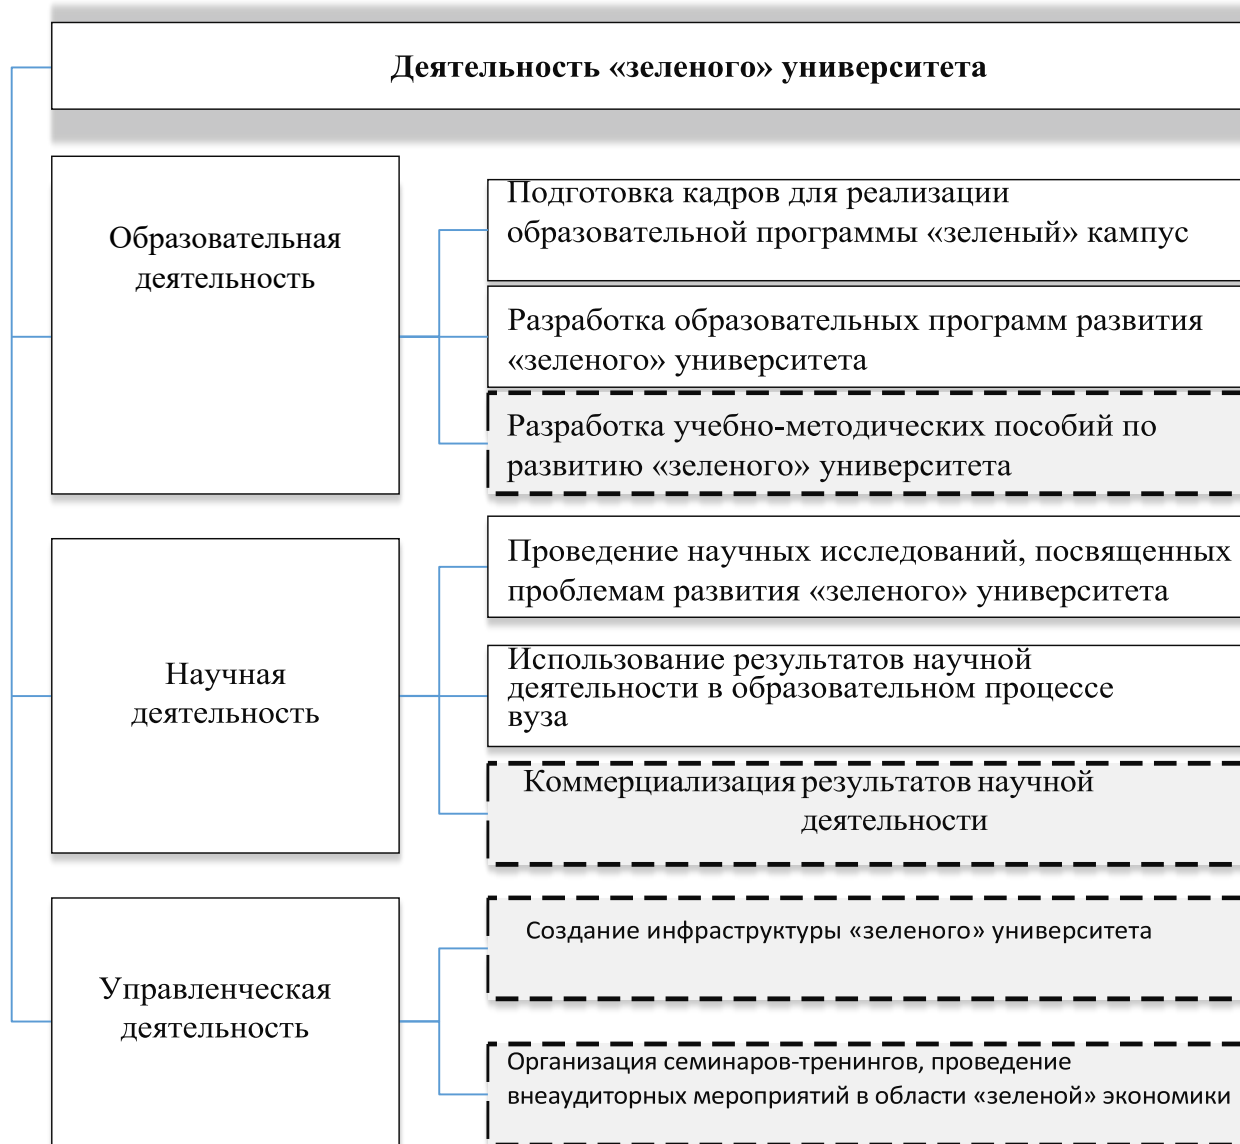 Деятельность «зеленого» университета
Образовательная
деятельность
Подготовка кадров для реализации
образовательной программы «зеленый» кампус
Разработка образовательных программ развития
«зеленого» университета
Разработка учебно-методических пособий по
развитию «зеленого» университета
Научная
деятельность
Проведение научных исследований, посвященных
проблемам развития «зеленого» университета
Использование результатов научной
деятельности в образовательном процессе
вуза
Коммерциализация результатов научной
деятельности
Управленческая
деятельность
Создание инфраструктуры «зеленого» университета
Организация семинаров-тренингов, проведение
внеаудиторных мероприятий в области «зеленой» экономики